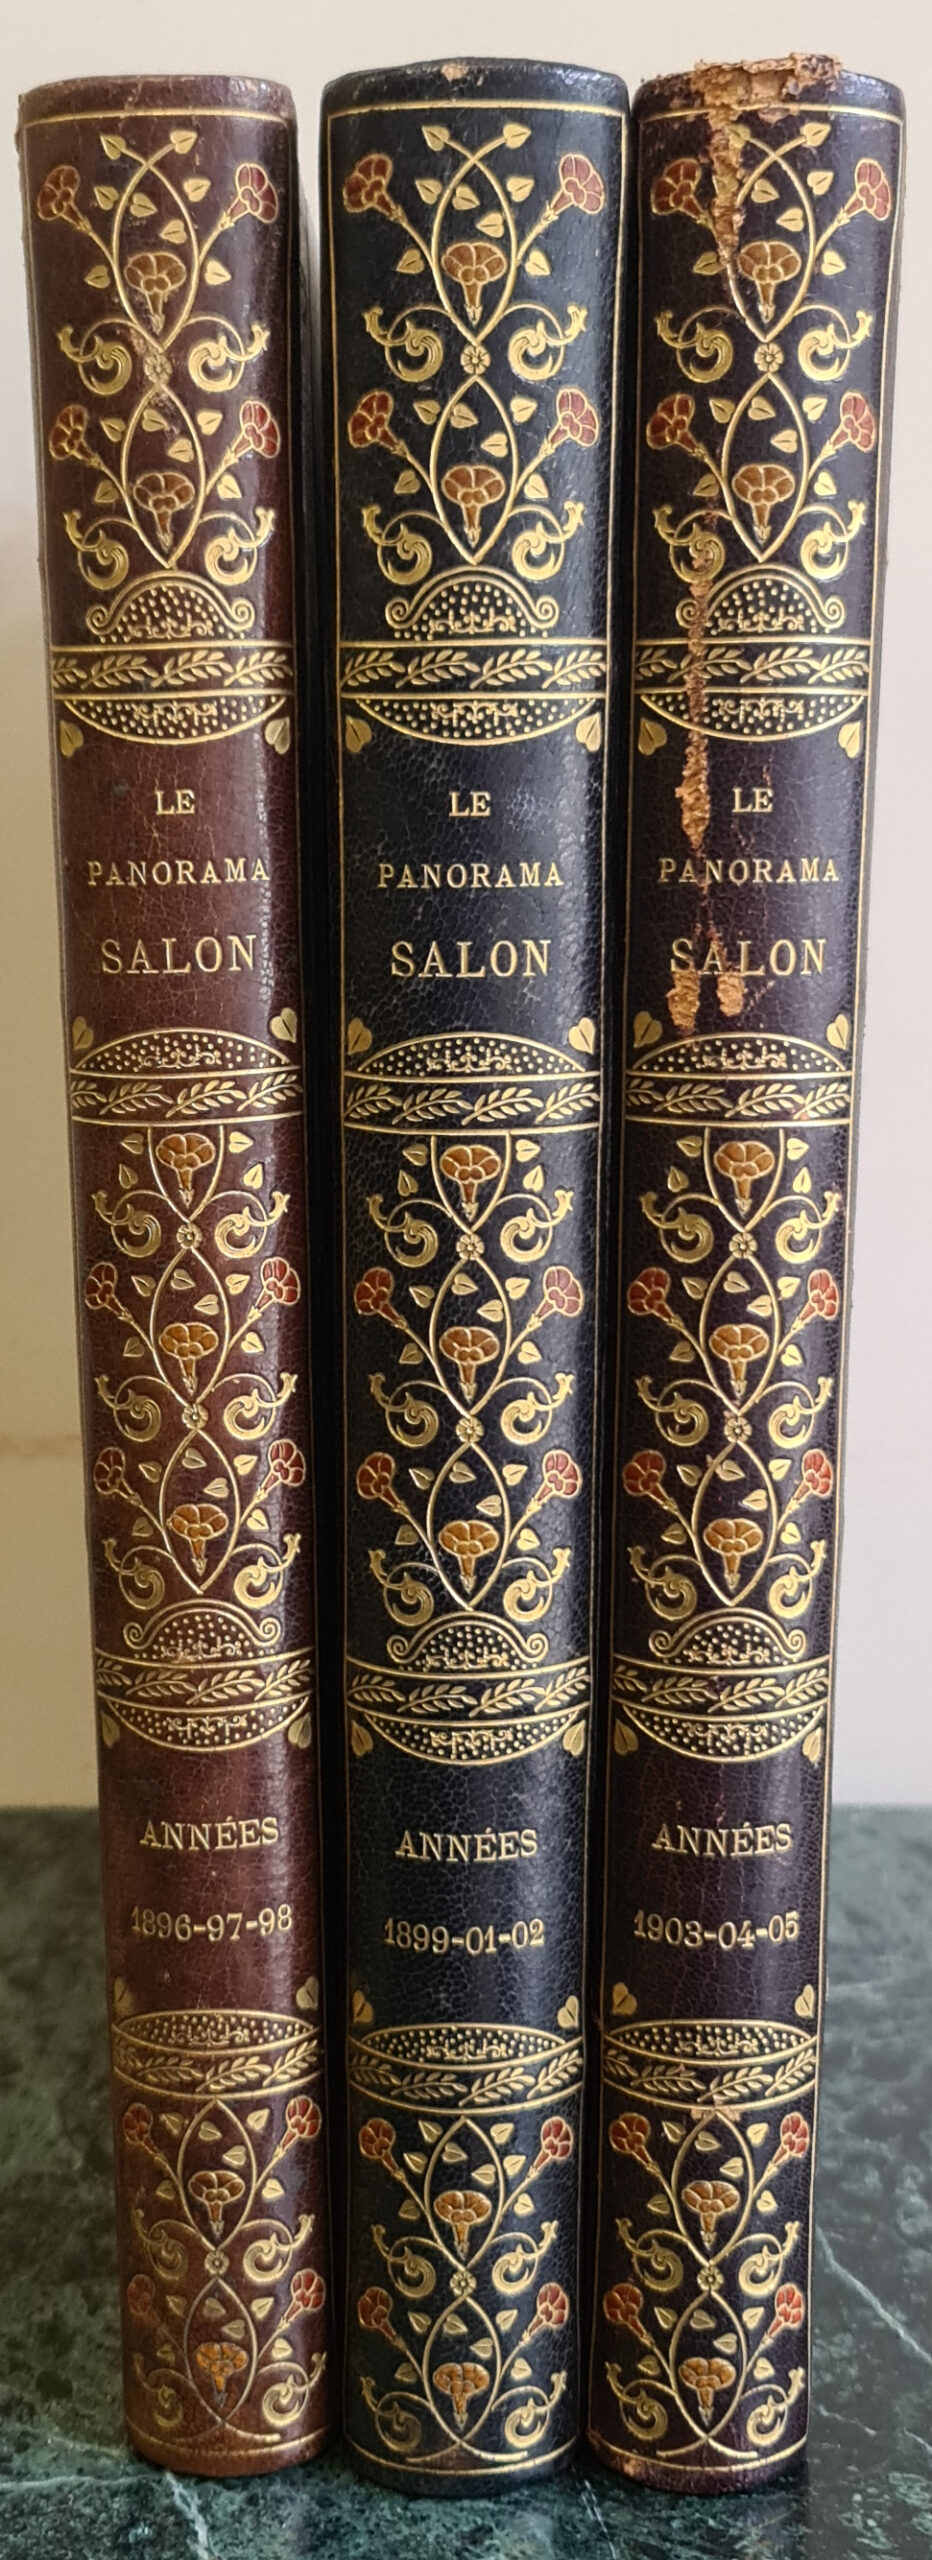 LE
PANORAMA
SALON
ANNÉES
1896-97-98
LE
PANORAMA
SALON
ANNÉES
1899-01-02
LE
PANORAMA
SALON
ANNÉES
1903-04-05